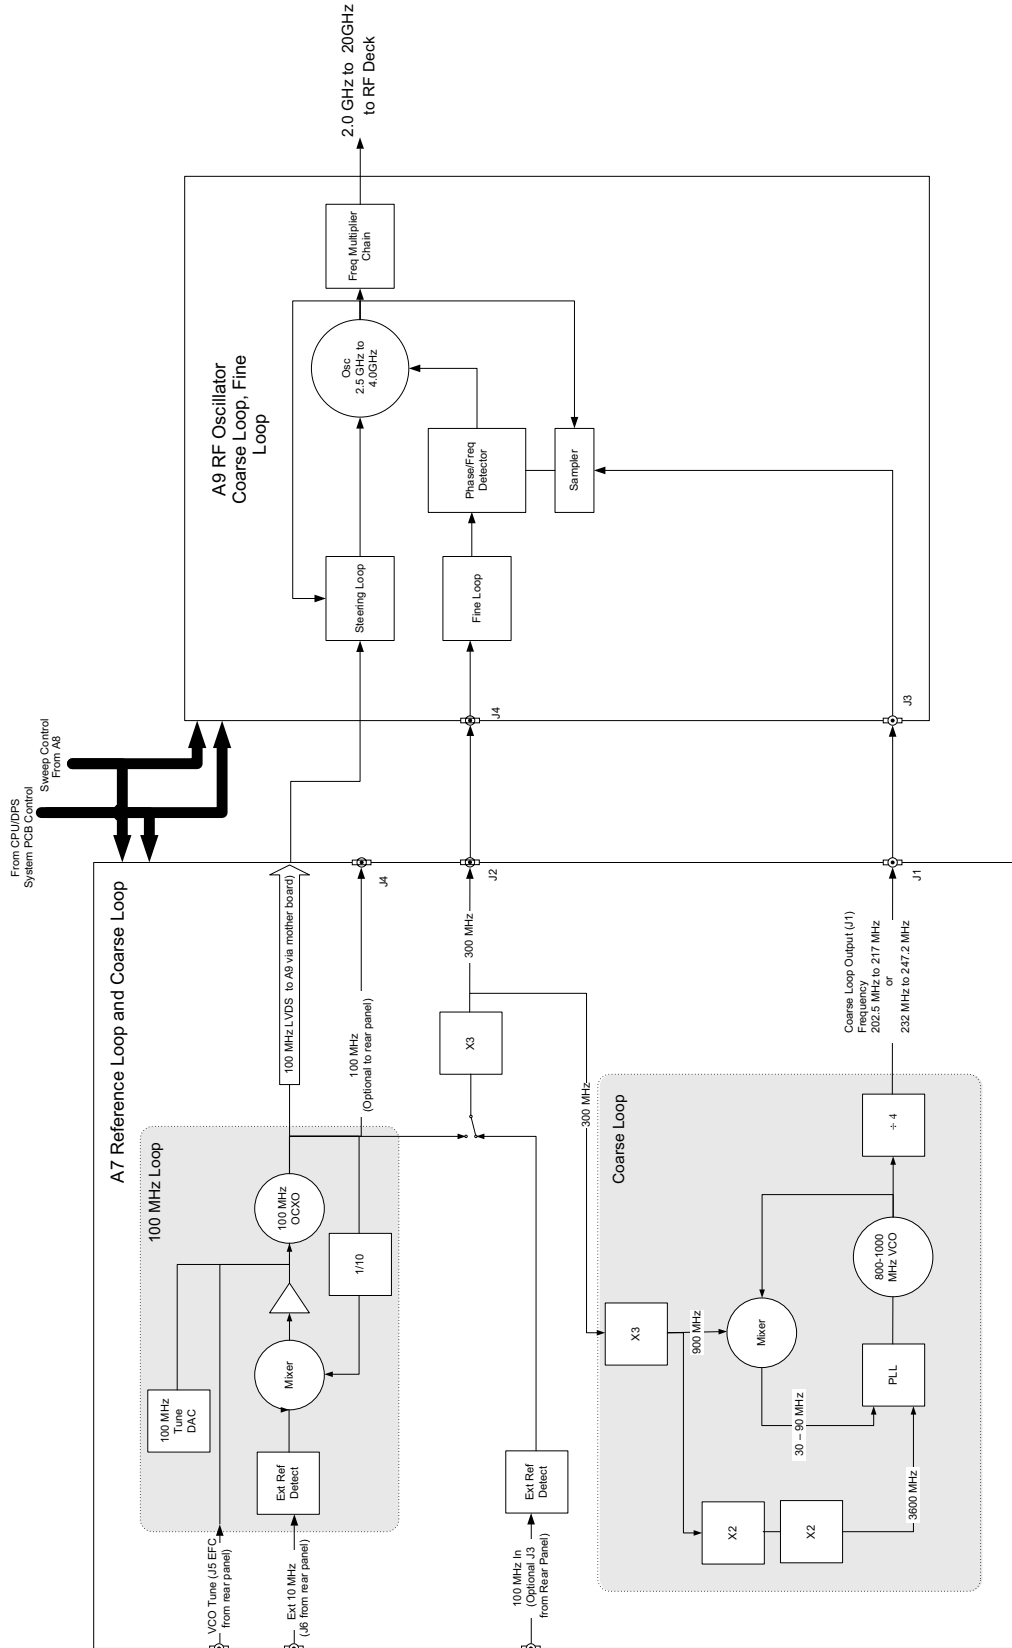 From CPU/DPS
System PCB Control
Sweep Control
From A8
A7 Reference Loop and Coarse Loop
100 MHz Loop
VCO Tune (J5 EFC
from rear panel)
Ext 10 MHz
(J6 from rear panel)
100 MHz
Tune
DAC
Ext Ref
Detect
Mixer
100 MHz
OCXO
1/10
100 MHz LVDS to A9 via mother board)
100 MHz
(Optional to rear panel)
J4
100 MHz In
(Optional J3
from Rear Panel)
Ext Ref
Detect
X3
300 MHz
J2
300 MHz
Coarse Loop
X3
900 MHz
X2
X2
3600 MHz
Mixer
30 – 90 MHz
PLL
800-1000
MHz VCO
÷ 4
Coarse Loop Output (J1)
Frequency
202.5 MHz to 217 MHz
or
232 MHz to 247.2 MHz
J1
A9 RF Oscillator
Coarse Loop, Fine
Loop
J4
J3
Steering Loop
Fine Loop
Phase/Freq
Detector
Sampler
Osc
2.5 GHz to
4.0GHz
Freq Multiplier
Chain
2.0 GHz to 20GHz
to RF Deck